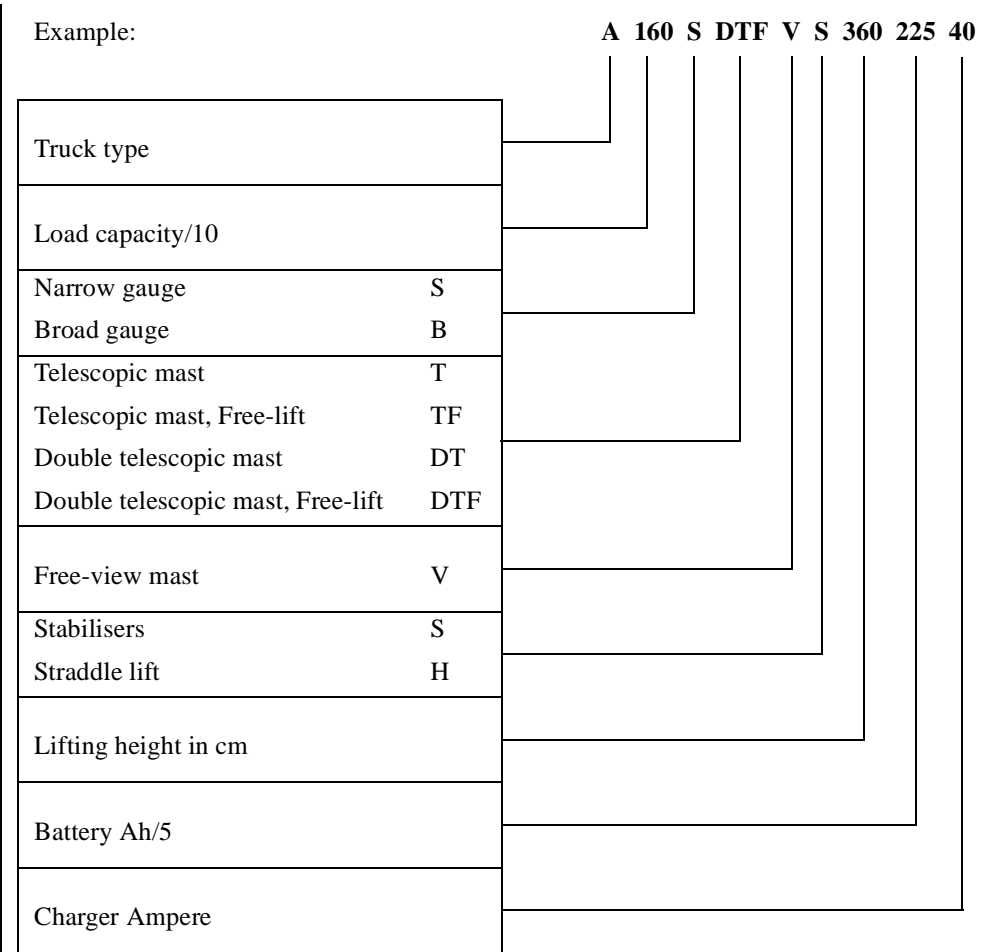 Example: A 160 S DTF V S 360 225 40
Truck type
Load capacity/10
Narrow gauge S
Broad gauge B
Telescopic mast T
Telescopic mast, Free-lift TF
Double telescopic mast DT
Double telescopic mast, Free-lift DTF
Free-view mast V
Stabilisers S
Straddle lift H
Lifting height in cm
Battery Ah/5
Charger Ampere